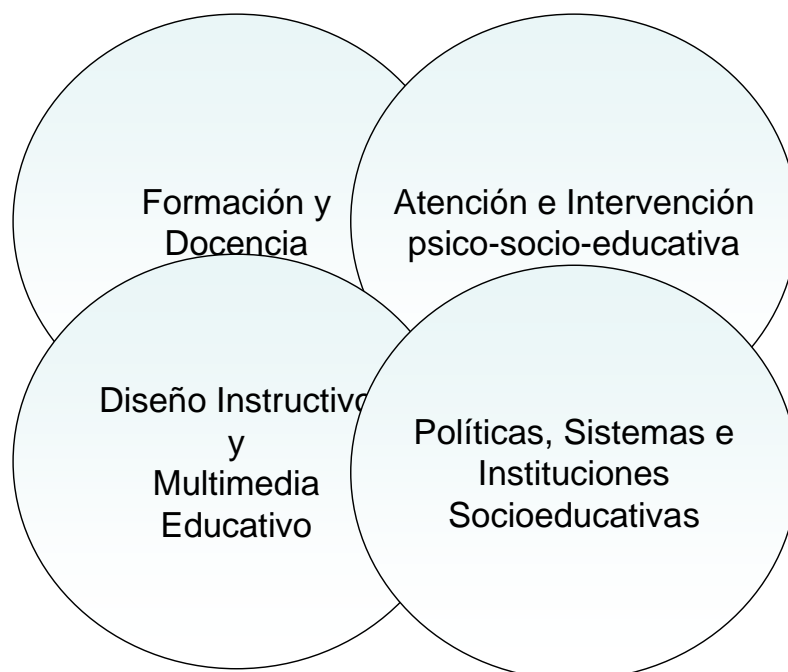 Formación y
Docencia
Atención e Intervención
psico-socio-educativa
Diseño Instructivo
y
Multimedia
Educativo
Políticas, Sistemas e
Instituciones
Socioeducativas